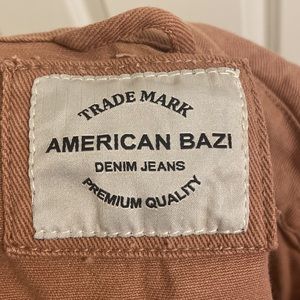 TRADE MARK
AMERICAN BAZI
DENIM JEANS
PREMIUM QUALITY